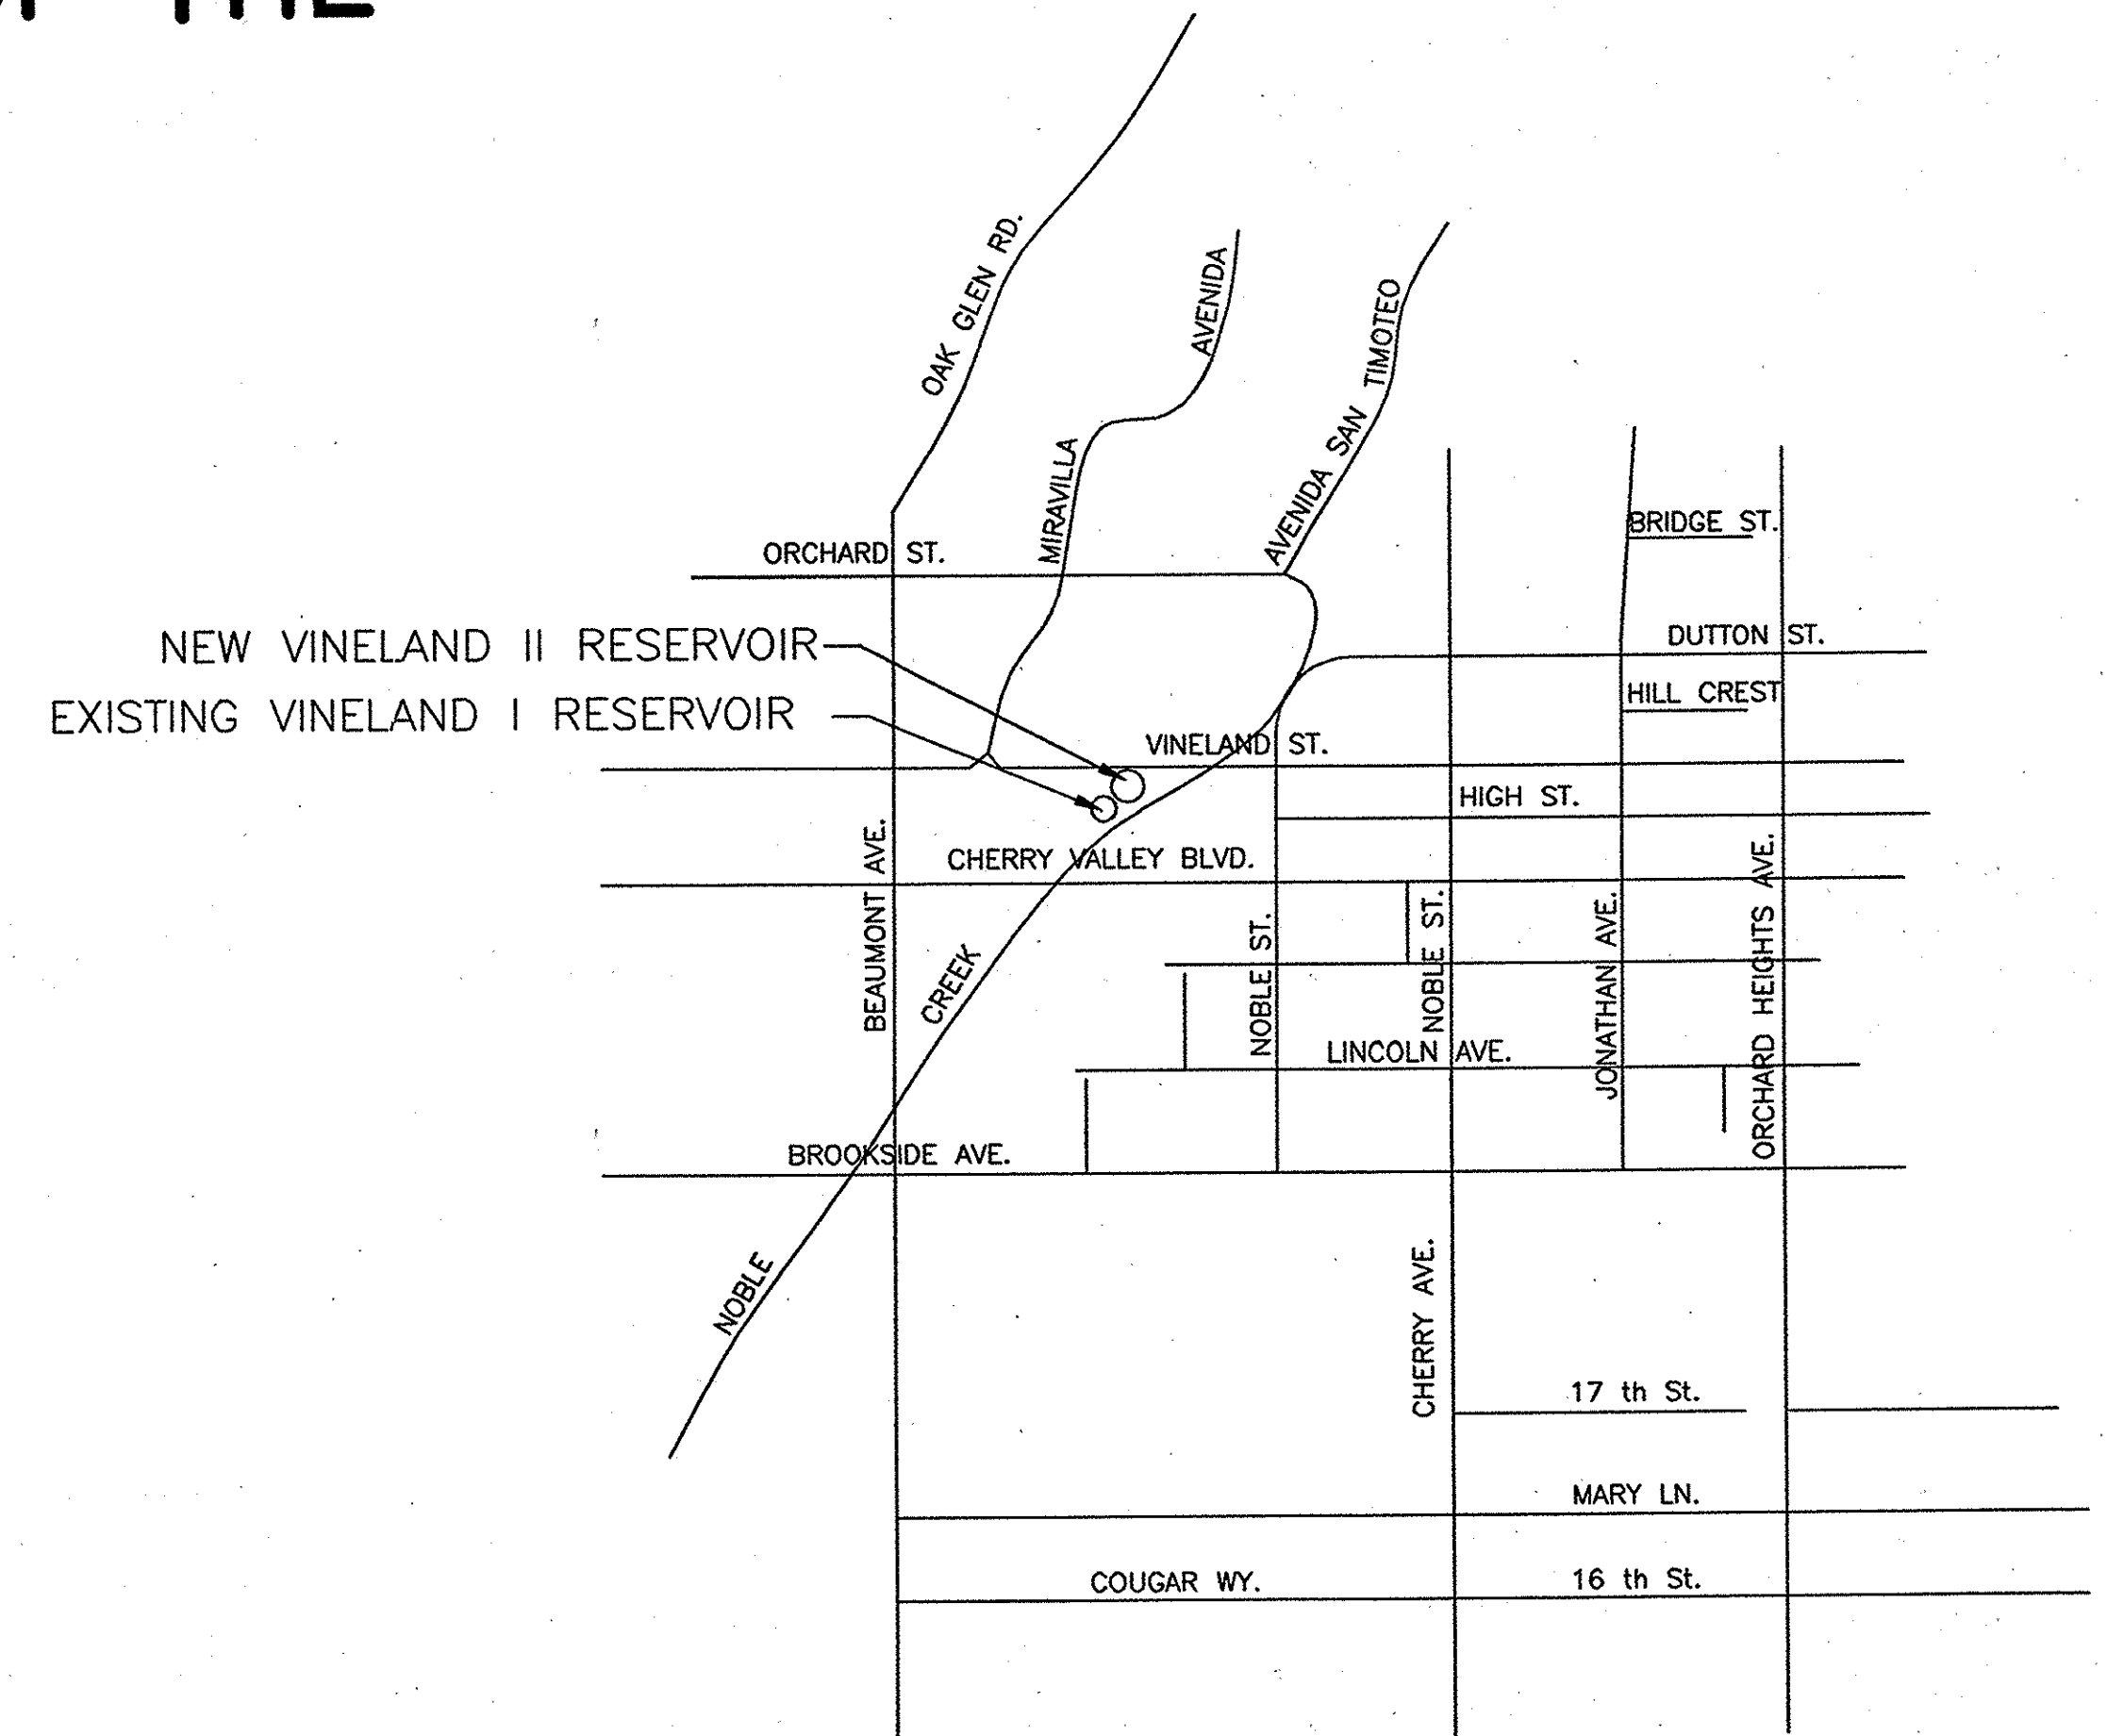 THE
OAK GLEN RD.
MIRAVILLA AVENIDA
AVENIDA SAN TIMOTEO
BRIDGE ST.
ORCHARD ST.
DUTTON ST.
NEW VINELAND II RESERVOIR
HILL CREST
EXISTING VINELAND I RESERVOIR
VINELAND ST.
HIGH ST.
CHERRY VALLEY BLVD.
BEAUMONT AVE.
NOBLE CREEK
NOBLE ST.
NOBLE ST.
JONATHAN AVE.
ORCHARD HEIGHTS AVE.
LINCOLN AVE.
BROOKSIDE AVE.
CHERRY AVE.
17 th St.
MARY LN.
COUGAR WY.
16 th St.